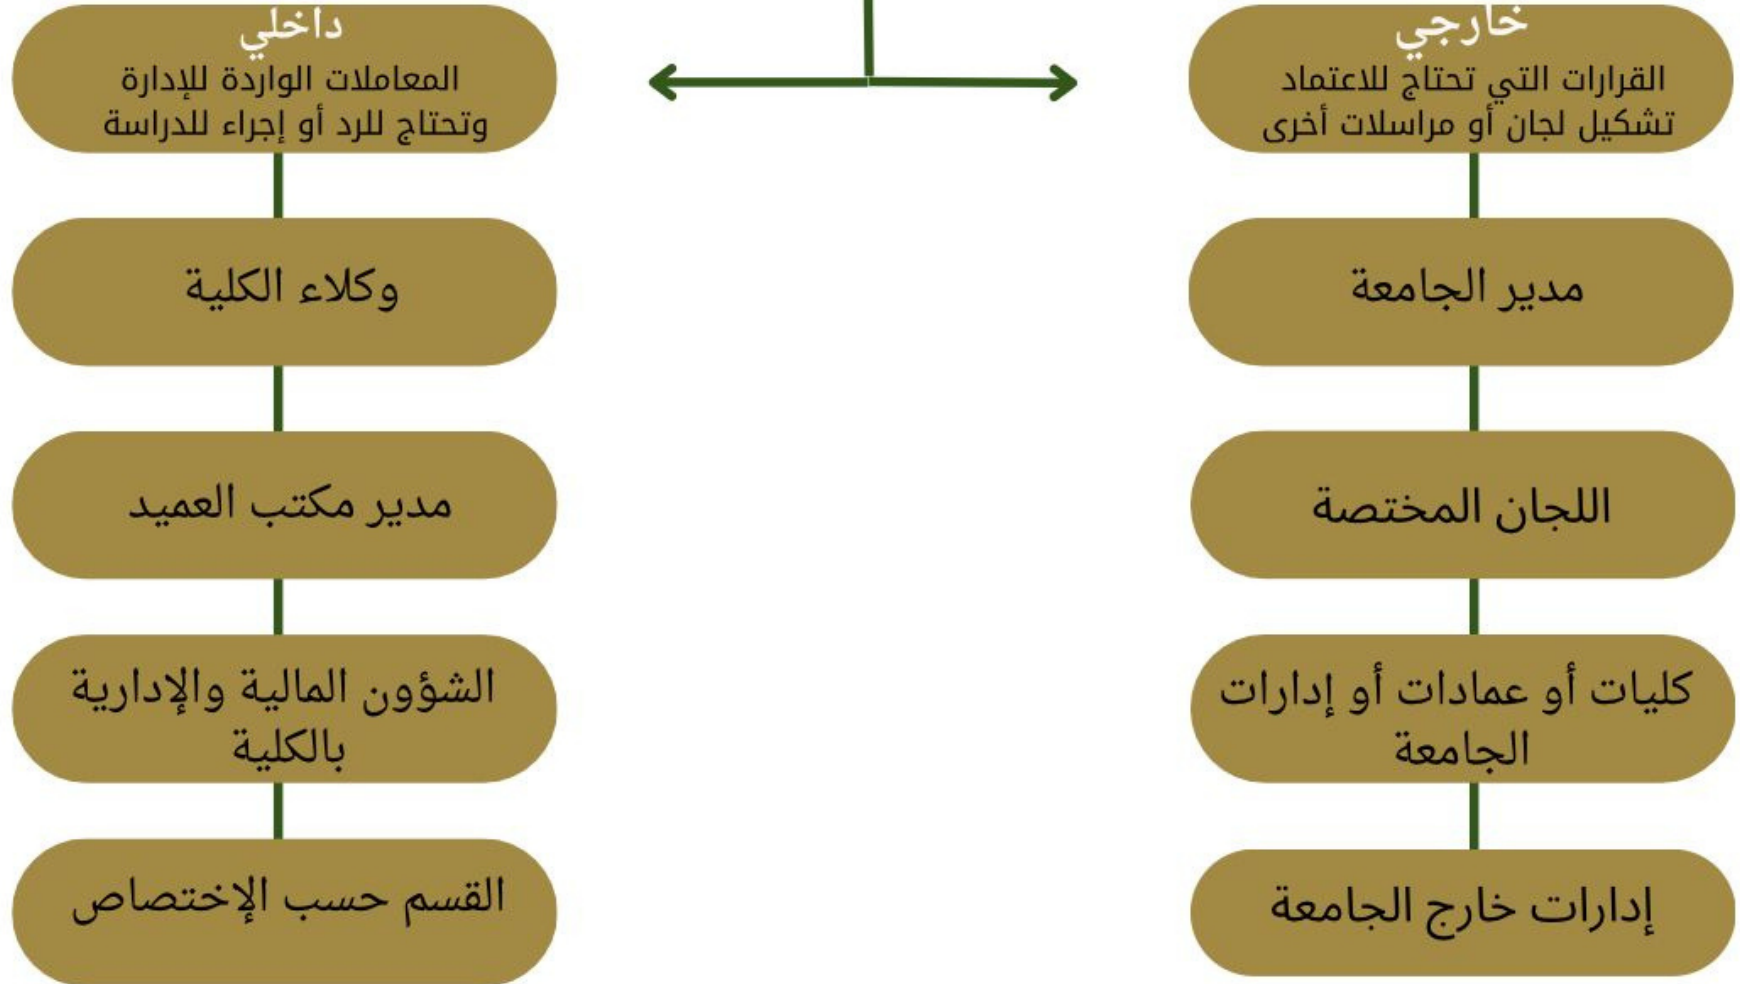 خارجي
القرارات التي تحتاج للاعتماد
تشكيل لجان أو مراسلات أخرى
مدير الجامعة
اللجان المختصة
كليات أو عمادات أو إدارات
الجامعة
إدارات خارج الجامعة
داخلي
المعاملات الواردة للإدارة
وتحتاج للرد أو إجراء للدراسة
وكلاء الكلية
مدير مكتب العميد
الشؤون المالية والإدارية
بالكلية
القسم حسب الإختصاص